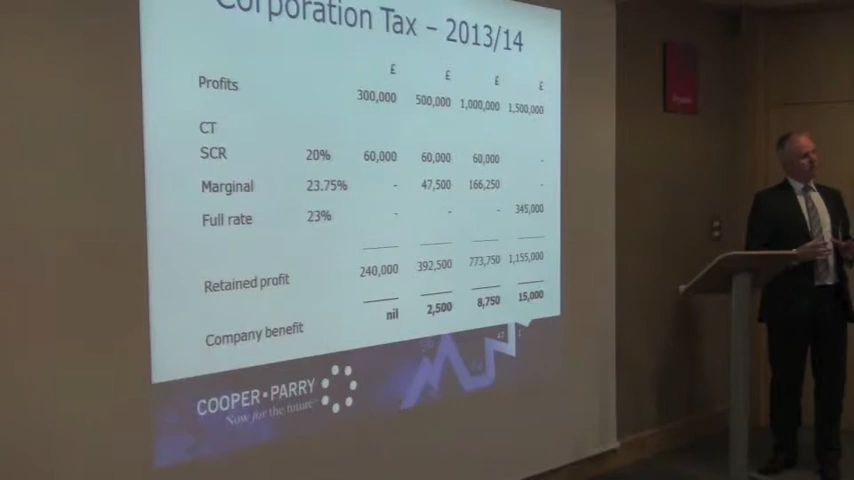 Corporation Tax – 2013/14
£ £ £ £
Profits 300,000 500,000 1,000,000 1,500,000
CT
SCR 20% 60,000 60,000 60,000 -
Marginal 23.75% - 47,500 166,250 -
Full rate 23% - - - 345,000
Retained profit 240,000 392,500 773,750 1,155,000
Company benefit nil 2,500 8,750 15,000
COOPER·PARRY
Now for the future